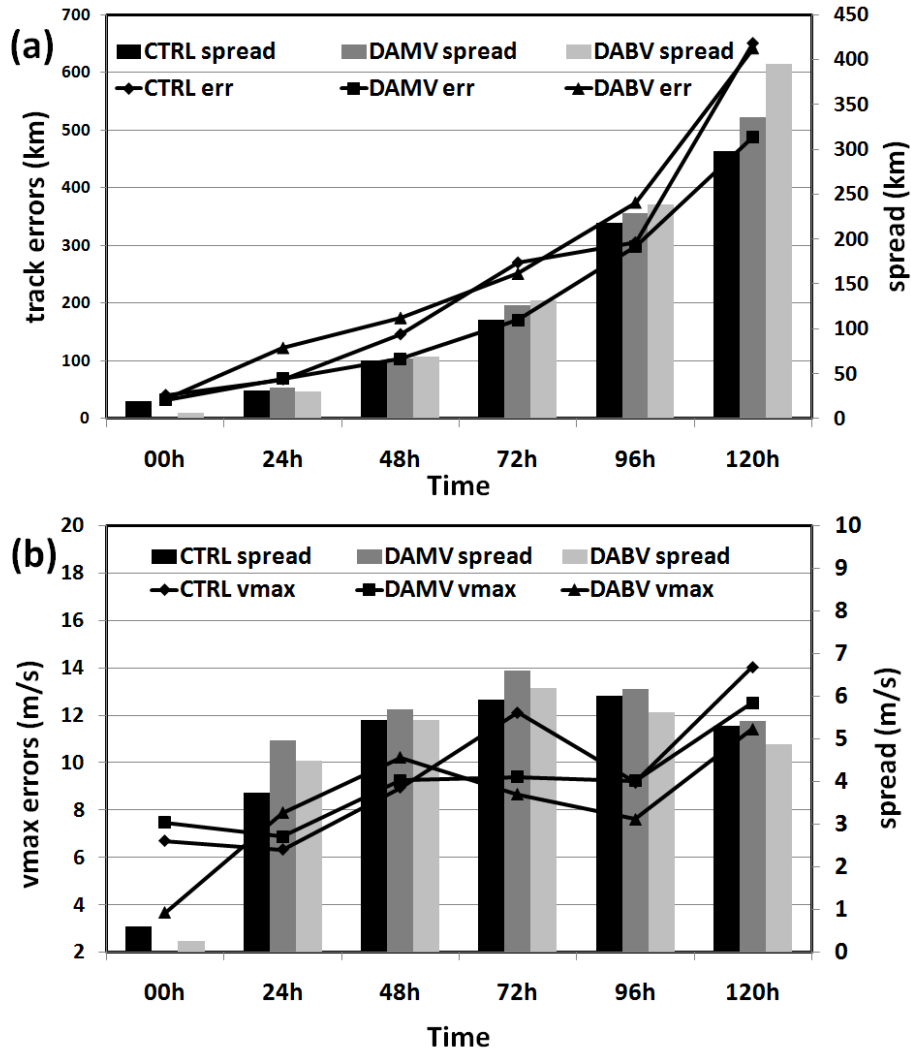 (a)
CTRL spread DAMV spread DABV spread
CTRL err DAMV err DABV err
track errors (km)
700
600
500
400
300
200
100
0
spread (km)
450
400
350
300
250
200
150
100
50
0
00h 24h 48h 72h 96h 120h
Time
(b)
CTRL spread DAMV spread DABV spread
CTRL vmax DAMV vmax DABV vmax
vmax errors (m/s)
20
18
16
14
12
10
8
6
4
2
spread (m/s)
10
9
8
7
6
5
4
3
2
1
0
00h 24h 48h 72h 96h 120h
Time